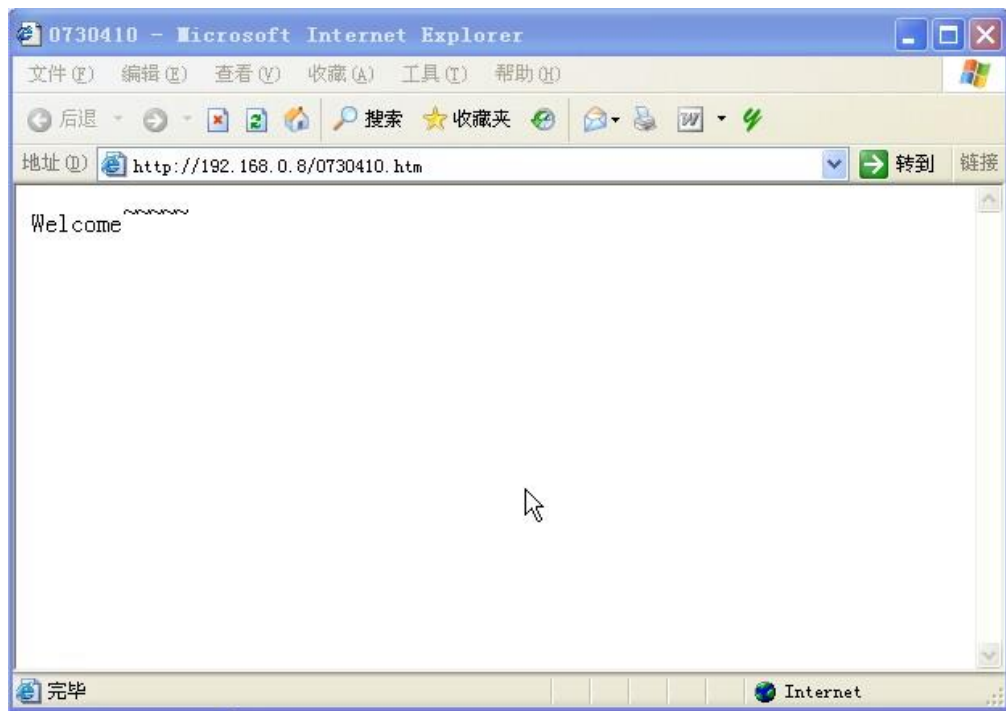 0730410 - Microsoft Internet Explorer
文件(F) 编辑(E) 查看(V) 收藏(A) 工具(T) 帮助(H)
后退 搜索 收藏夹
地址(D) http://192.168.0.8/0730410.htm 转到 链接
Welcome~~~~~~
完毕 Internet